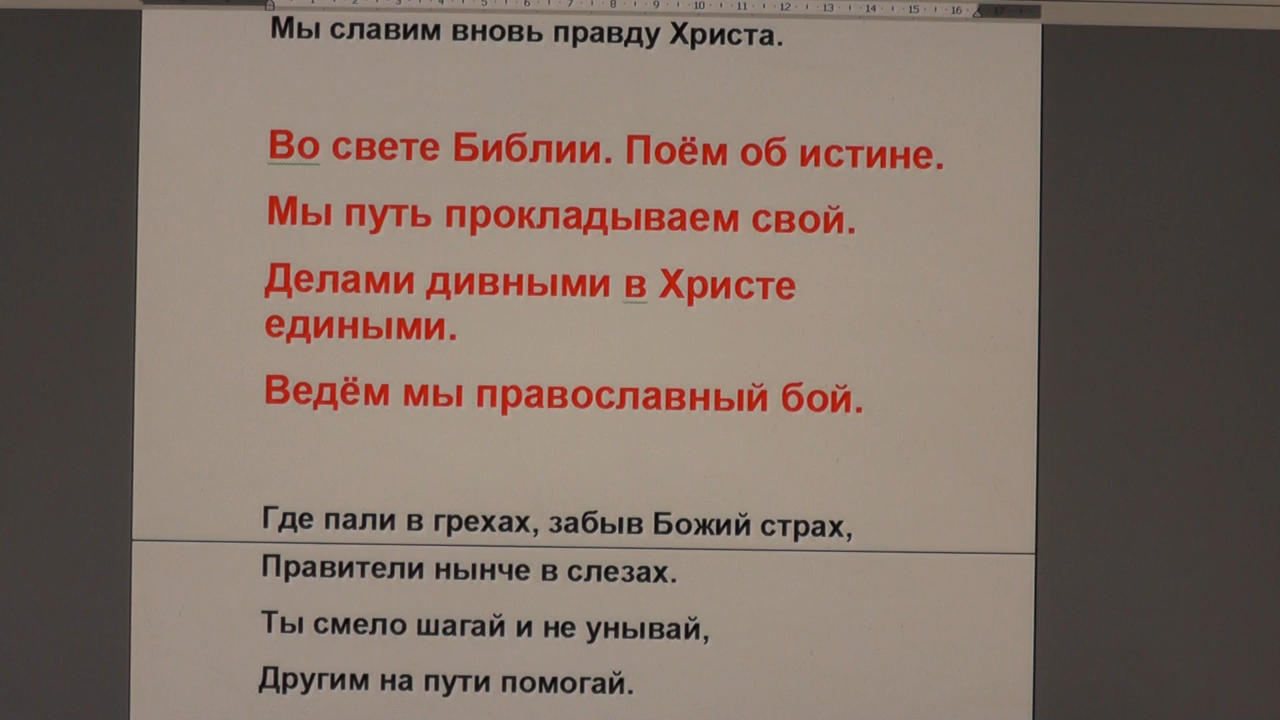 Мы славим вновь правду Христа.
Во свете Библии. Поём об истине.
Мы путь прокладываем свой.
Делами дивными в Христе
едиными.
Ведём мы православный бой.
Где пали в грехах, забыв Божий страх,
Правители нынче в слезах.
Ты смело шагай и не унывай,
Другим на пути помогай.